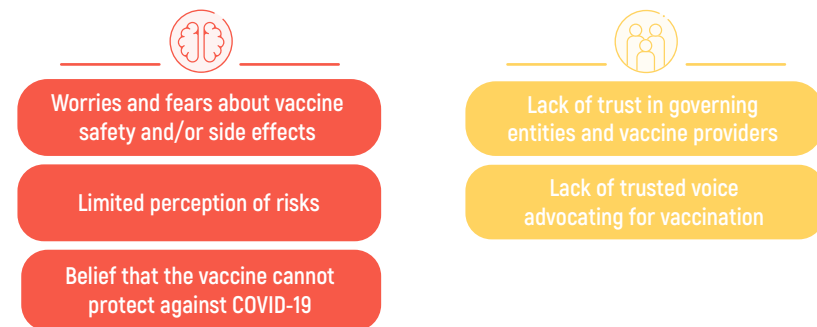 Worries and fears about vaccine
safety and/or side effects
Limited perception of risks
Belief that the vaccine cannot
protect against COVID-19
Lack of trust in governing
entities and vaccine providers
Lack of trusted voice
advocating for vaccination